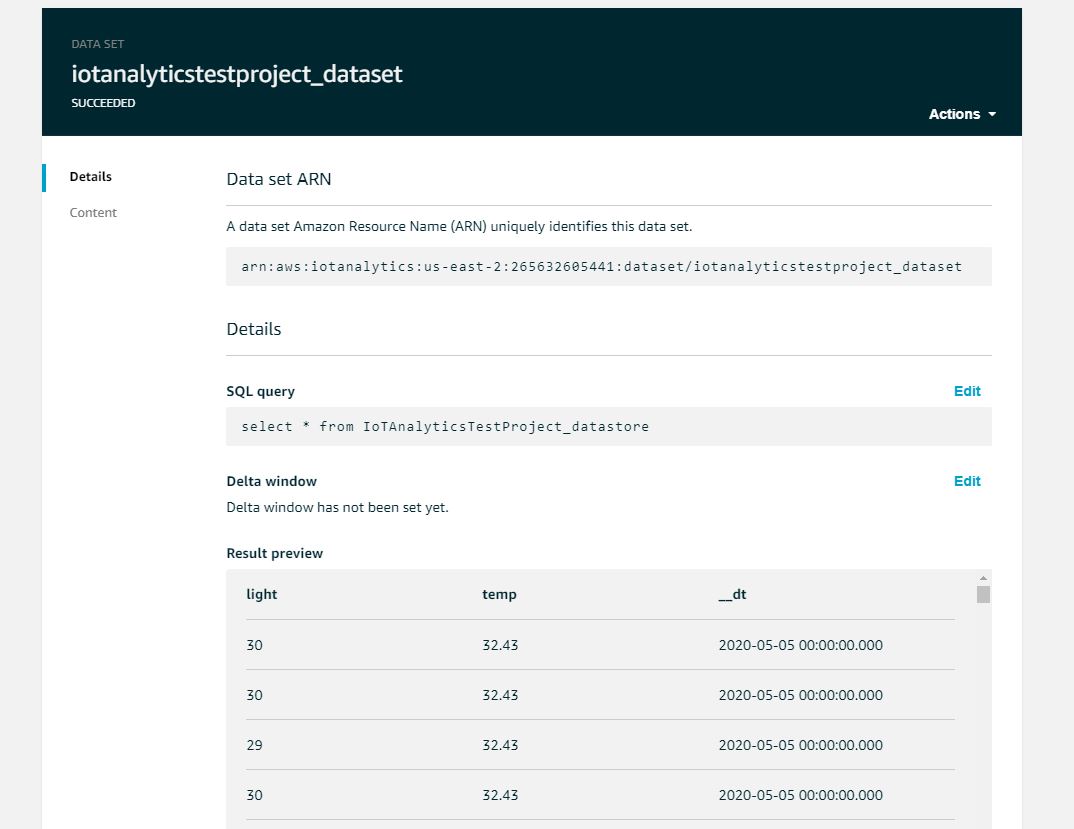 DATA SET
iotanalyticstestproject_dataset
SUCCEEDED
Actions
Details
Content
Data set ARN
A data set Amazon Resource Name (ARN) uniquely identifies this data set.
arn:aws:iotanalytics:us-east-2:265632605441:dataset/iotanalyticstestproject_dataset
Details
SQL query Edit
select * from IoTAnalyticsTestProject_datastore
Delta window Edit
Delta window has not been set yet.
Result preview
light temp __dt
30 32.43 2020-05-05 00:00:00.000
30 32.43 2020-05-05 00:00:00.000
29 32.43 2020-05-05 00:00:00.000
30 32.43 2020-05-05 00:00:00.000